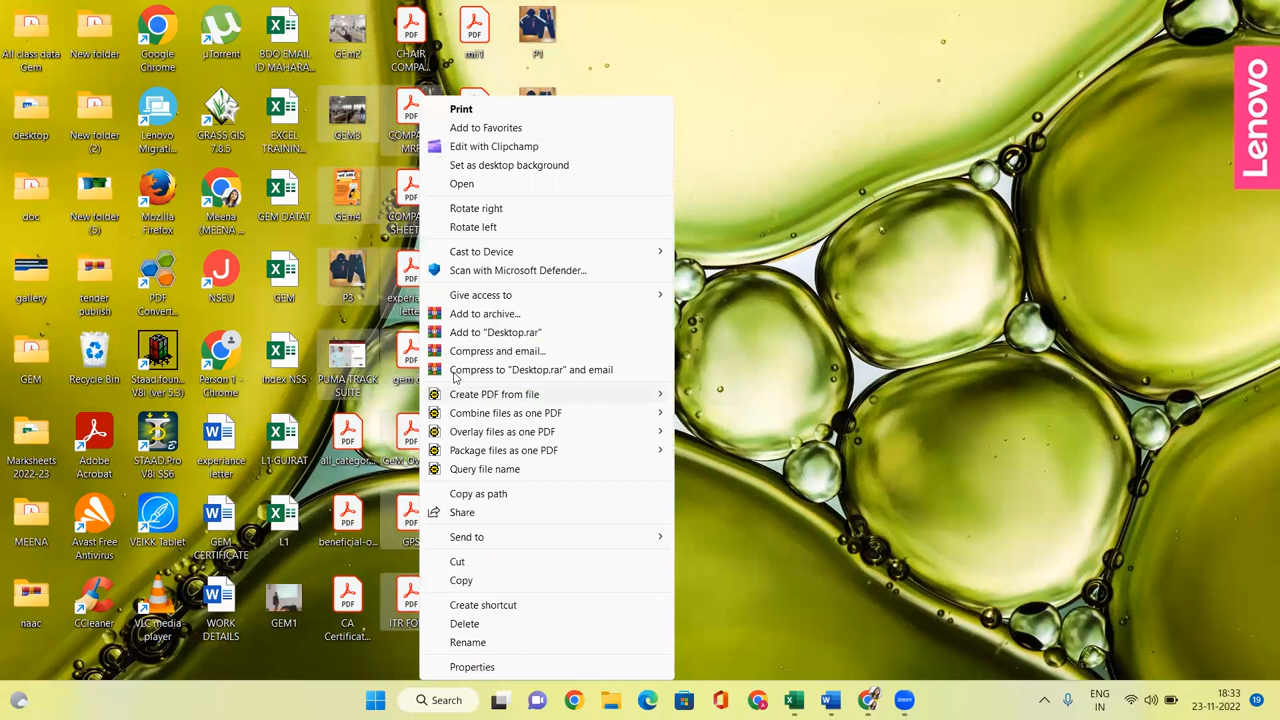 All class data
Gem
New folder
Google
Chrome
µTorrent
BDO EMAIL
ID MAHARA...
GEm2
CHAIR
COMPA...
mii1
P1
desktop
New folder
(2)
Lenovo
Migrati...
GRASS GIS
7.8.5
EXCEL
TRAININ...
GEM3
doc
New folder
(5)
Mozilla
Firefox
Meena
(MEENA ...
GEM DATAT
GEm4
gallery
tender
publish
PDF
Convert...
NSEU
GEM
P3
GEM
Recycle Bin
Staadifoun...
V8I (ver 5.3)
Person 1 -
Chrome
Index NSS
PUMA TRACK
SUITE
Marksheets
2022-23
Adobe
Acrobat
STAAD.Pro
V8I SS6
experiance
letter
L1 GUJRAT
all_categor...
MEENA
Avast Free
Antivirus
VEIKK Tablet
GEM
CERTIFICATE
L1
beneficial-o...
naac
CCleaner
VLC media
player
WORK
DETAILS
GEM1
CA
Certificat...
Print
Add to Favorites
Edit with Clipchamp
Set as desktop background
Open
Rotate right
Rotate left
Cast to Device
Scan with Microsoft Defender...
Give access to
Add to archive...
Add to "Desktop.rar"
Compress and email...
Compress to "Desktop.rar" and email
Create PDF from file
Combine files as one PDF
Overlay files as one PDF
Package files as one PDF
Query file name
Copy as path
Share
Send to
Cut
Copy
Create shortcut
Delete
Rename
Properties
Lenovo
Search
ENG
IN
18:33
23-11-2022
19